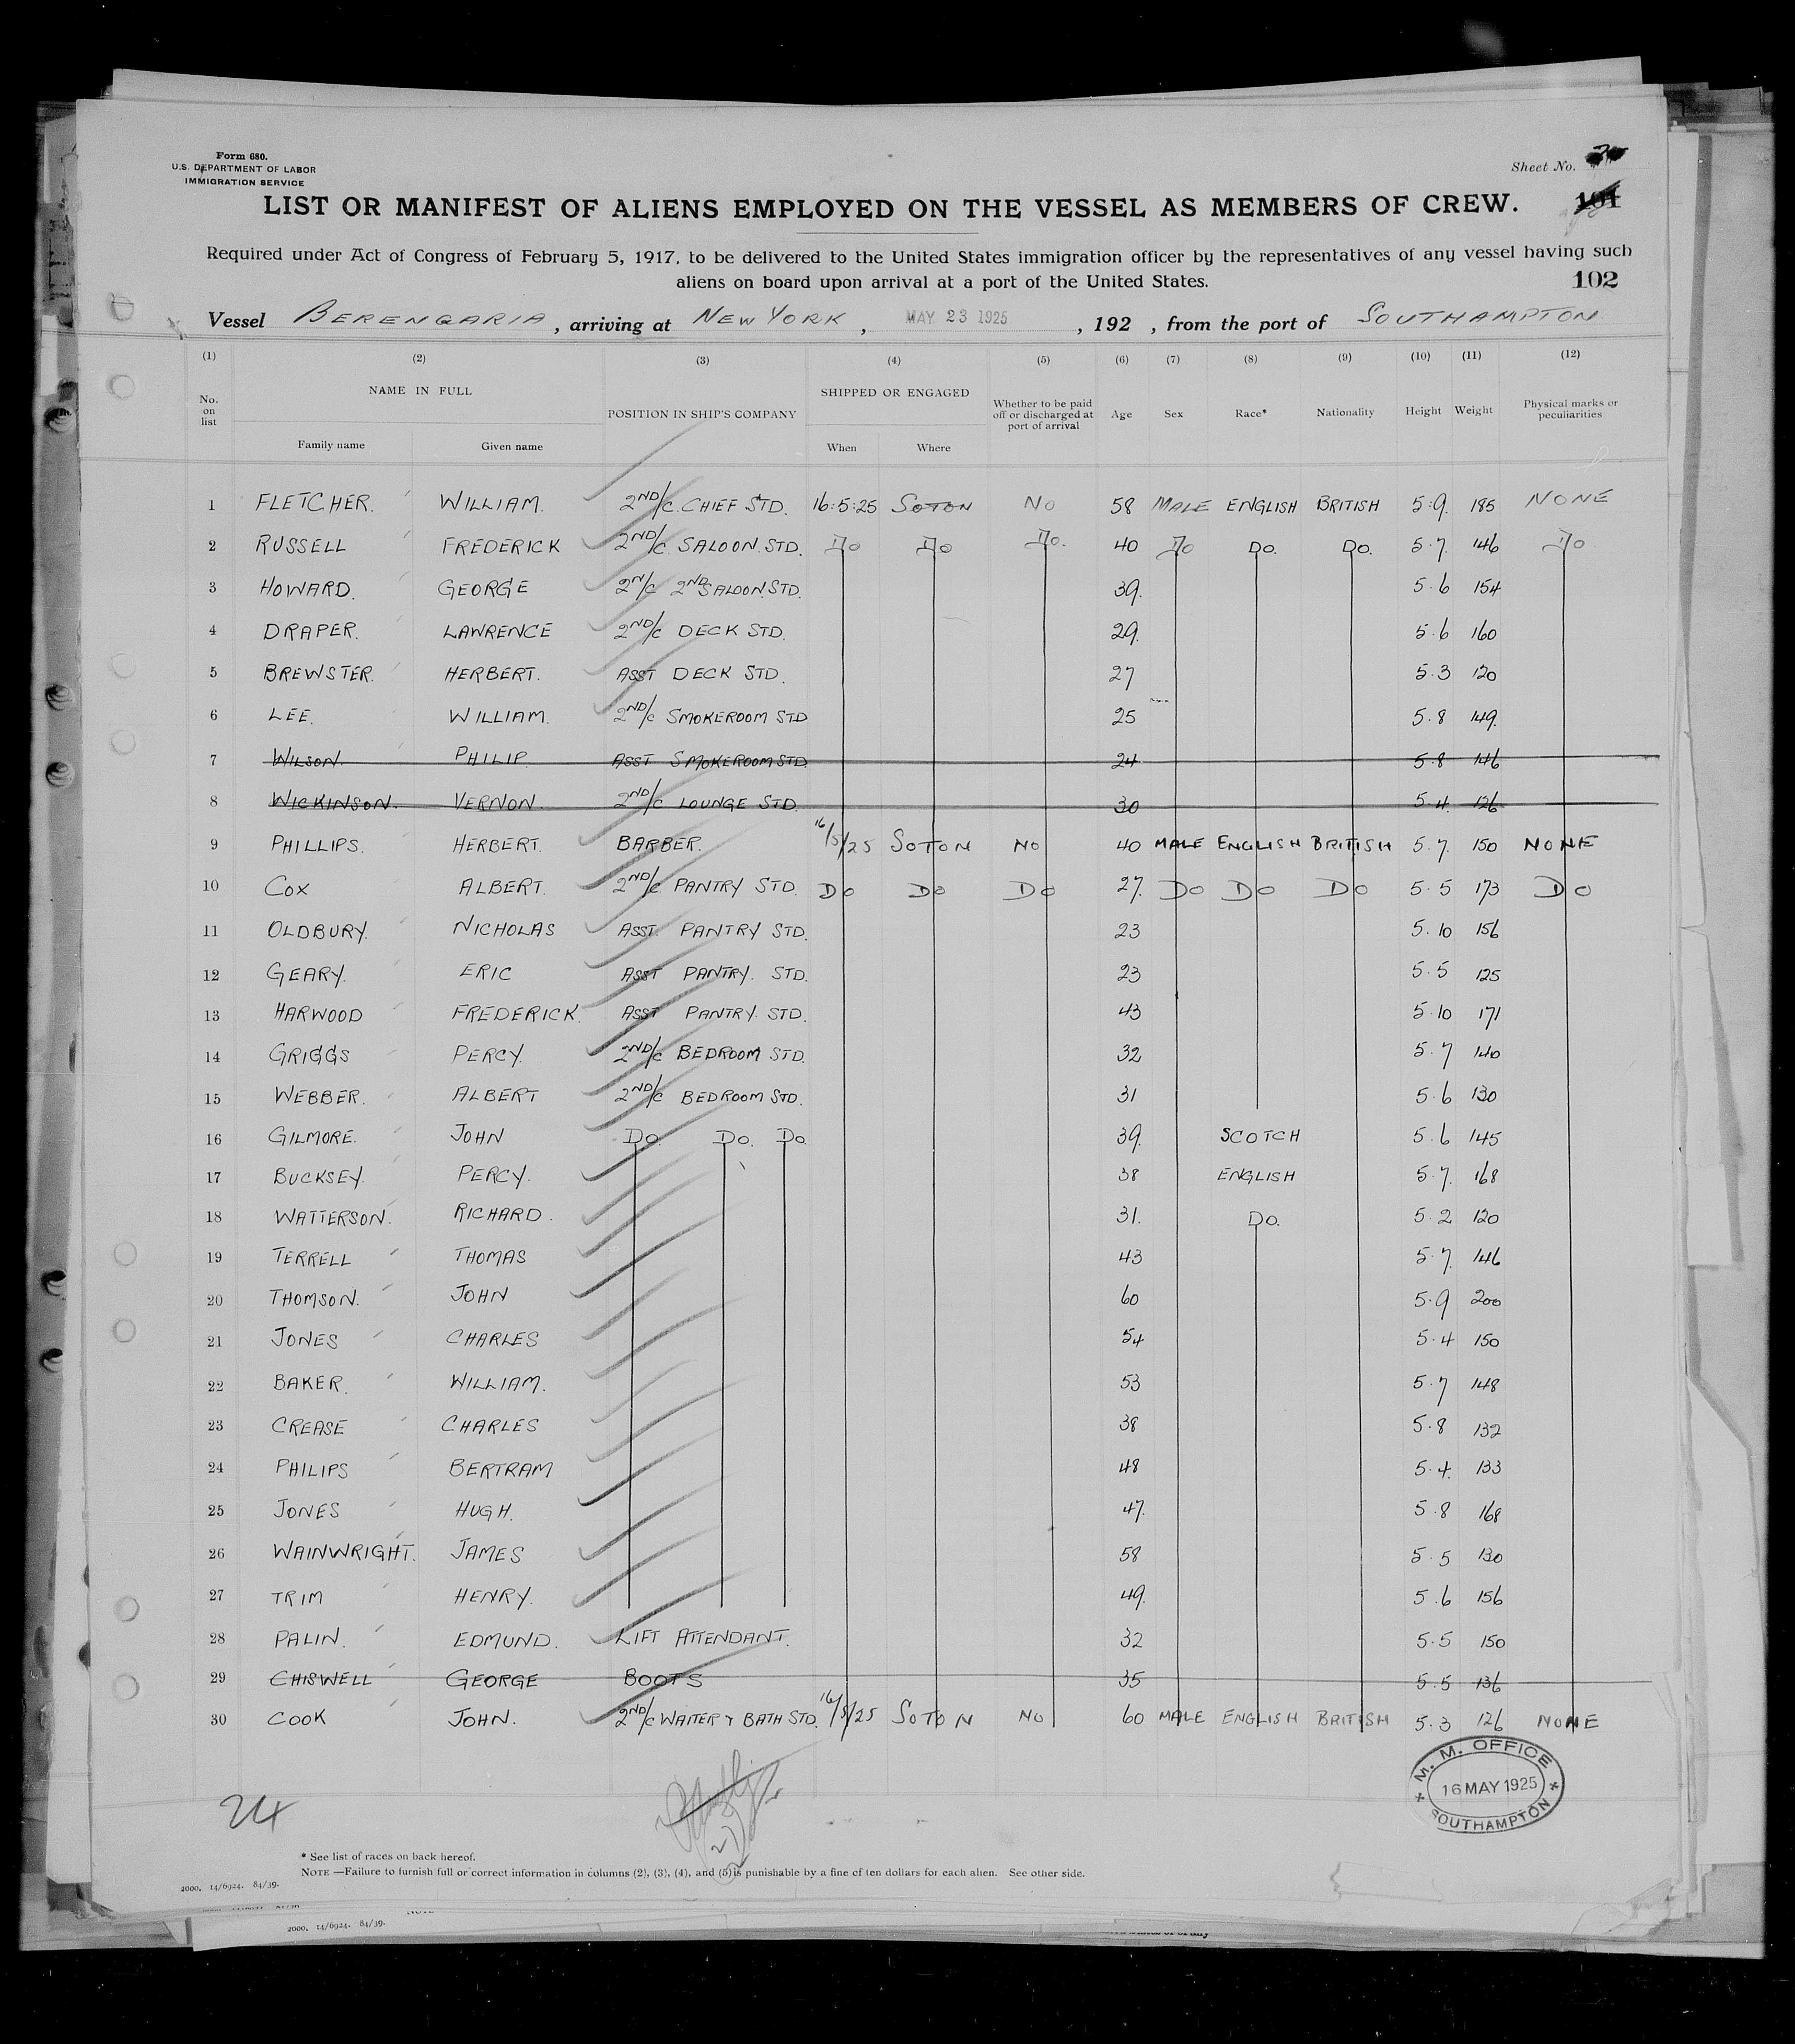 Form 680.
U.S. DEPARTMENT OF LABOR
IMMIGRATION SERVICE
Sheet No.
LIST OR MANIFEST OF ALIENS EMPLOYED ON THE VESSEL AS MEMBERS OF CREW.
101
Required under Act of Congress of February 5, 1917, to be delivered to the United States immigration officer by the representatives of any vessel having such
aliens on board upon arrival at a port of the United States.
102
Vessel BERENGARIA, arriving at NEW YORK, MAY 23 1925, 192 , from the port of SOUTHAMPTON
(1) (2) (3) (4) (5) (6) (7) (8) (9) (10) (11) (12)
No. on list NAME IN FULL Family name Given name POSITION IN SHIP'S COMPANY SHIPPED OR ENGAGED When Where Whether to be paid off or discharged at port of arrival Age Sex Race* Nationality Height Weight Physical marks or peculiarities
1 FLETCHER. WILLIAM. 2ND/C. CHIEF STD. 16:5:25 SOTON NO 58 MALE ENGLISH BRITISH 5:9. 185 NONE
2 RUSSELL FREDERICK 2ND/C. SALOON. STD. Do Do Do. 40 Do Do. Do. 5.7. 146 Do
3 HOWARD. GEORGE 2N/C 2ND SALOON. STD. 39. 5.6 154
4 DRAPER. LAWRENCE 2ND/C DECK STD. 29. 5.6 160
5 BREWSTER. HERBERT. ASST DECK STD. 27 5.3 120
6 LEE. WILLIAM. 2ND/C SMOKEROOM STD 25 5.8 149.
7 WILSON. PHILIP. ASST SMOKEROOM STD. 24 5.8 146
8 WICKINSON. VERNON. 2ND/C LOUNGE STD. 30 5.4. 126
9 PHILLIPS. HERBERT. BARBER. 16/5/25 SOTON NO 40 MALE ENGLISH BRITISH 5.7. 150 NONE
10 COX ALBERT. 2ND/C PANTRY STD. Do Do Do 27. Do Do Do 5.5 173 Do
11 OLDBURY. NICHOLAS ASST. PANTRY STD. 23 5.10 156
12 GEARY. ERIC ASST PANTRY. STD. 23 5.5 125
13 HARWOOD FREDERICK. ASST PANTRY. STD. 43 5.10 171
14 GRIGGS PERCY. 2ND/C BEDROOM STD. 32 5.7 140
15 WEBBER. ALBERT 2ND/C BEDROOM STD. 31 5.6 130
16 GILMORE. JOHN Do. Do. Do. 39. SCOTCH 5.6 145
17 BUCKSEY. PERCY. 38 ENGLISH 5.7. 168
18 WATTERSON. RICHARD. 31. Do. 5.2 120
19 TERRELL THOMAS 43 5.7. 146
20 THOMSON. JOHN 60 5.9 200
21 JONES CHARLES 54 5.4 150
22 BAKER. WILLIAM. 53 5.7 148
23 CREASE CHARLES 38 5.8 132
24 PHILIPS BERTRAM 48 5.4. 133
25 JONES HUGH. 47. 5.8 168
26 WAINWRIGHT. JAMES 58 5.5 130
27 TRIM HENRY. 49. 5.6 156
28 PALIN. EDMUND. LIFT ATTENDANT. 32 5.5 150
29 CHISWELL GEORGE BOOTS 35 5.5 136
30 COOK JOHN. 2ND/C WAITER & BATH STD. 16/5/25 SOTON NO 60 MALE ENGLISH BRITISH 5.3 126 NONE
M. M. OFFICE
16 MAY 1925
SOUTHAMPTON
24
* See list of races on back hereof.
NOTE —Failure to furnish full or correct information in columns (2), (3), (4), and (5) is punishable by a fine of ten dollars for each alien. See other side.
2000. 14/6924. 84/39.
2000. 14/6924. 84/39.